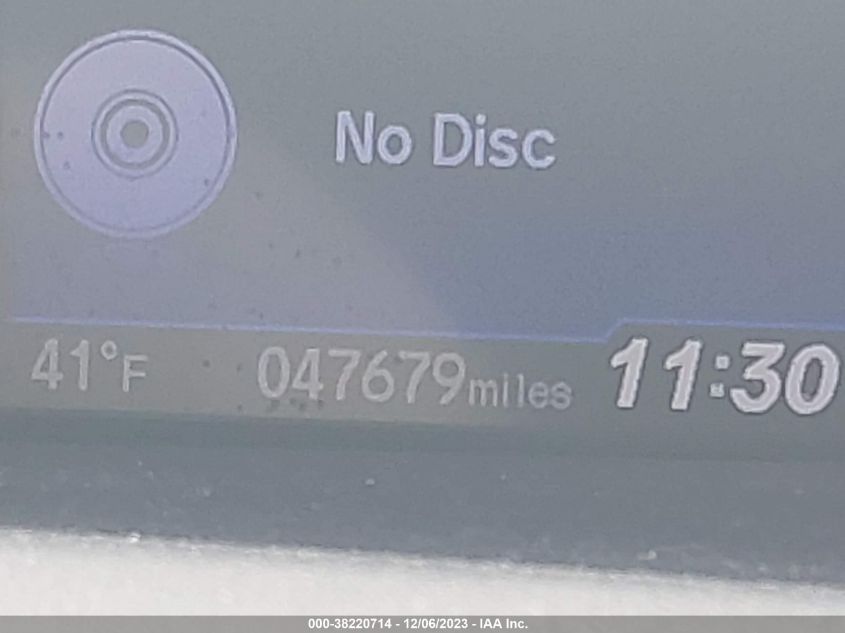 No Disc
41°F 047679miles 11:30
000-38220714 - 12/06/2023 - IAA Inc.